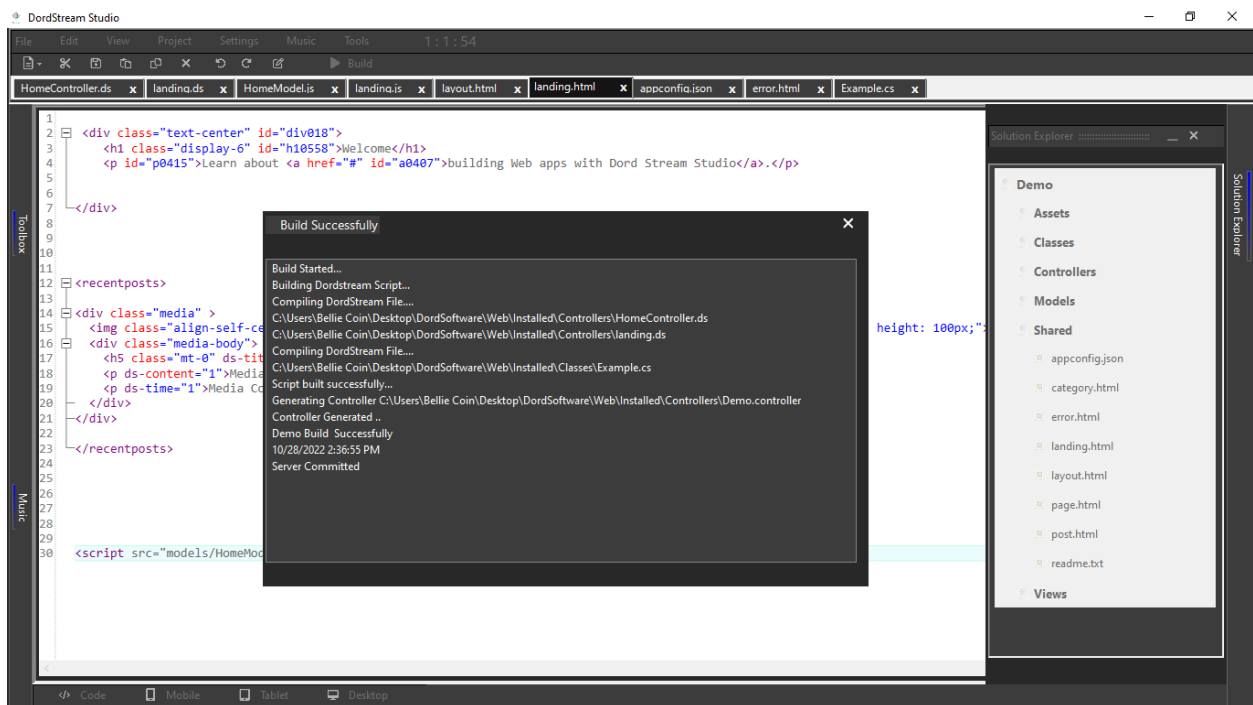 DordStream Studio
File Edit View Project Settings Music Tools 1:1:54
Build
HomeController.ds x landing.ds x HomeModel.js x landing.js x layout.html x landing.html x appconfig.json x error.html x Example.cs x
1
2 <div class="text-center" id="div018">
3 <h1 class="display-6" id="h10558">Welcome</h1>
4 <p id="p0415">Learn about <a href="#" id="a0407">building Web apps with Dord Stream Studio</a>.</p>
5
6
7 </div>
8
9
10
11
12 <recentposts>
13
14 <div class="media" >
15 <img class="align-self-ce height: 100px;">
16 <div class="media-body">
17 <h5 class="mt-0" ds-tit
18 <p ds-content="1">Media
19 <p ds-time="1">Media Co
20 </div>
21 </div>
22
23 </recentposts>
24
25
26
27
28
29
30 <script src="models/HomeMod
Toolbox
Music
Build Successfully
Build Started...
Building Dordstream Script...
Compiling DordStream File....
C:\Users\Bellie Coin\Desktop\DordSoftware\Web\Installed\Controllers\HomeController.ds
C:\Users\Bellie Coin\Desktop\DordSoftware\Web\Installed\Controllers\landing.ds
Compiling DordStream File....
C:\Users\Bellie Coin\Desktop\DordSoftware\Web\Installed\Classes\Example.cs
Script built successfully...
Generating Controller C:\Users\Bellie Coin\Desktop\DordSoftware\Web\Installed\Controllers\Demo.controller
Controller Generated ..
Demo Build Successfully
10/28/2022 2:36:55 PM
Server Committed
Solution Explorer
Demo
Assets
Classes
Controllers
Models
Shared
appconfig.json
category.html
error.html
landing.html
layout.html
page.html
post.html
readme.txt
Views
Solution Explorer
Code Mobile Tablet Desktop